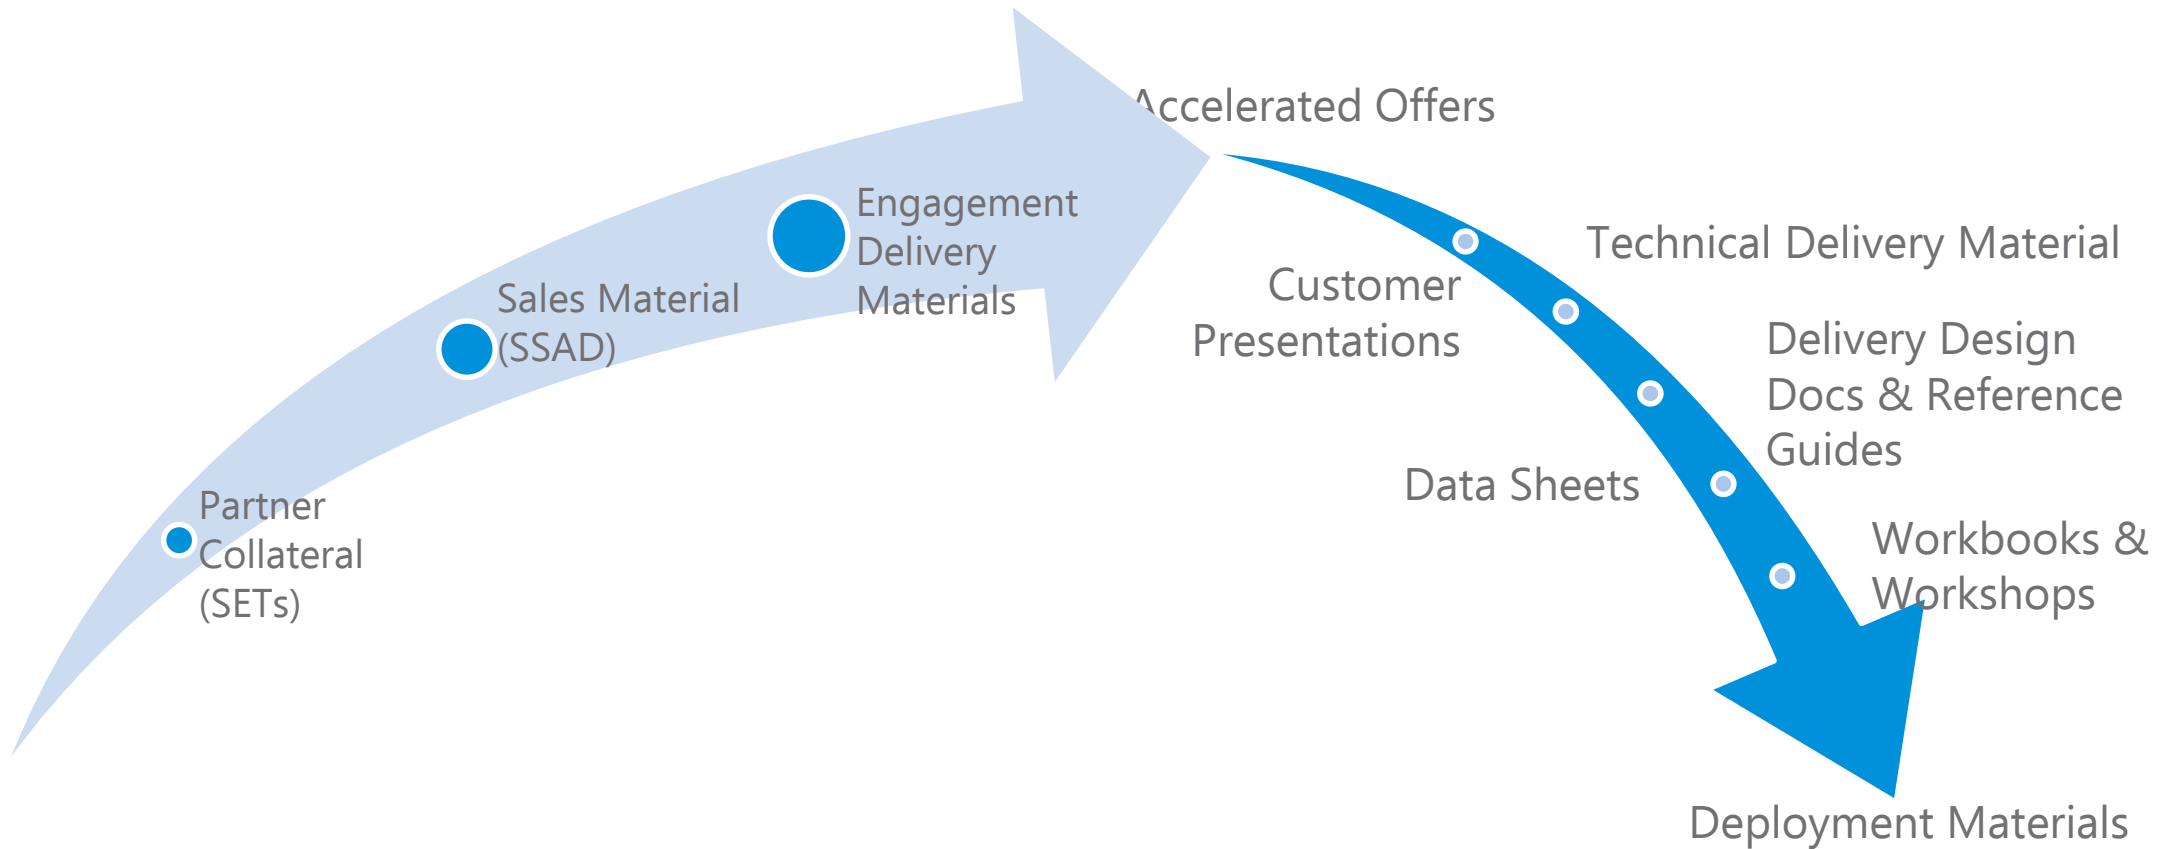 Accelerated Offers
Engagement
Delivery
Materials
Sales Material
(SSAD)
Partner
Collateral
(SETs)
Technical Delivery Material
Customer
Presentations
Delivery Design
Docs & Reference
Guides
Data Sheets
Workbooks &
Workshops
Deployment Materials